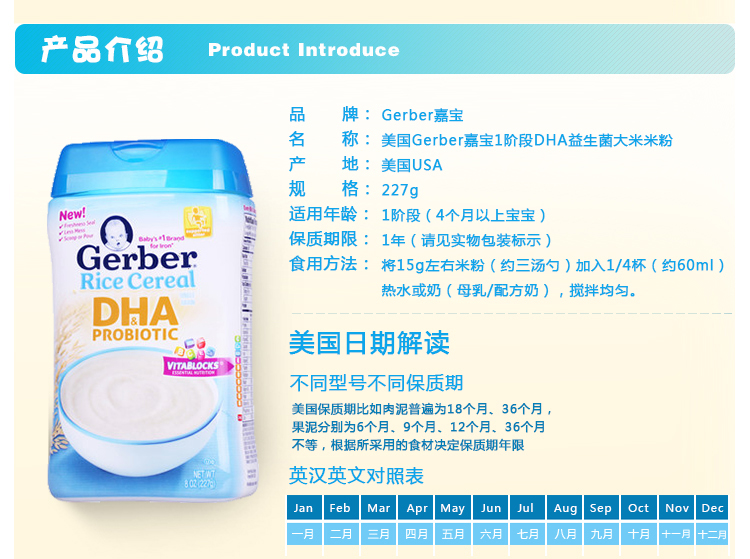 产品介绍 Product Introduce
品 牌： Gerber嘉宝
名 称： 美国Gerber嘉宝1阶段DHA益生菌大米米粉
产 地： 美国USA
规 格： 227g
适用年龄： 1阶段（4个月以上宝宝）
保质期限： 1年（请见实物包装标示）
食用方法： 将15g左右米粉（约三汤勺）加入1/4杯（约60ml）
热水或奶（母乳/配方奶），搅拌均匀。
New!
Freshness Seal
Less Mess
Scoop or Pour
Baby's #1 Brand
for Iron
Gerber
Rice Cereal
DHA
&
PROBIOTIC
VITABLOCKS
ESSENTIAL NUTRITION
NET WT
8 OZ (227g)
美国日期解读
不同型号不同保质期
美国保质期比如肉泥普遍为18个月、36个月，
果泥分别为6个月、9个月、12个月、36个月
不等，根据所采用的食材决定保质期年限
英汉英文对照表
Jan Feb Mar Apr May Jun Jul Aug Sep Oct Nov Dec
一月 二月 三月 四月 五月 六月 七月 八月 九月 十月 十一月 十二月